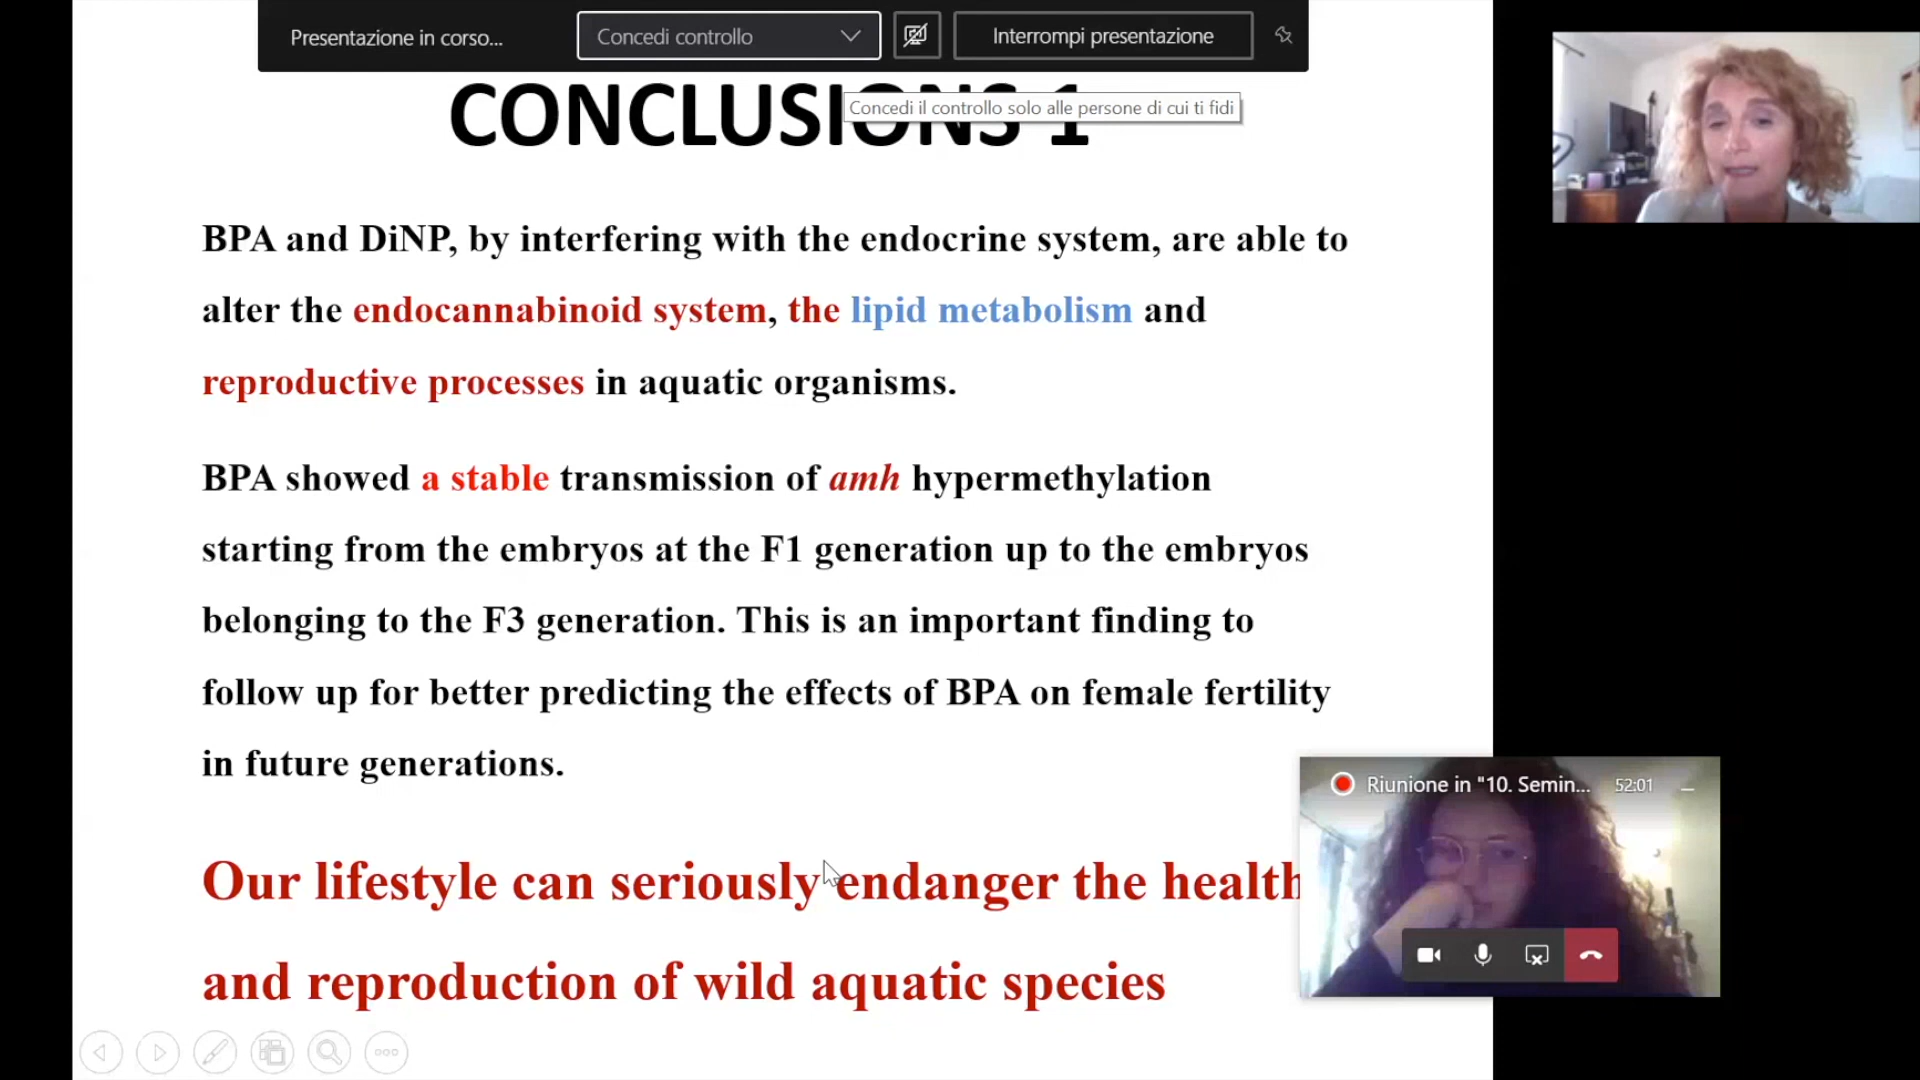 Presentazione in corso...
Concedi controllo
Interrompi presentazione
CONCLUSIONS 1
Concedi il controllo solo alle persone di cui ti fidi
BPA and DiNP, by interfering with the endocrine system, are able to
alter the endocannabinoid system, the lipid metabolism and
reproductive processes in aquatic organisms.
BPA showed a stable transmission of amh hypermethylation
starting from the embryos at the F1 generation up to the embryos
belonging to the F3 generation. This is an important finding to
follow up for better predicting the effects of BPA on female fertility
in future generations.
Riunione in "10. Semin...
52:01
Our lifestyle can seriously endanger the health
and reproduction of wild aquatic species